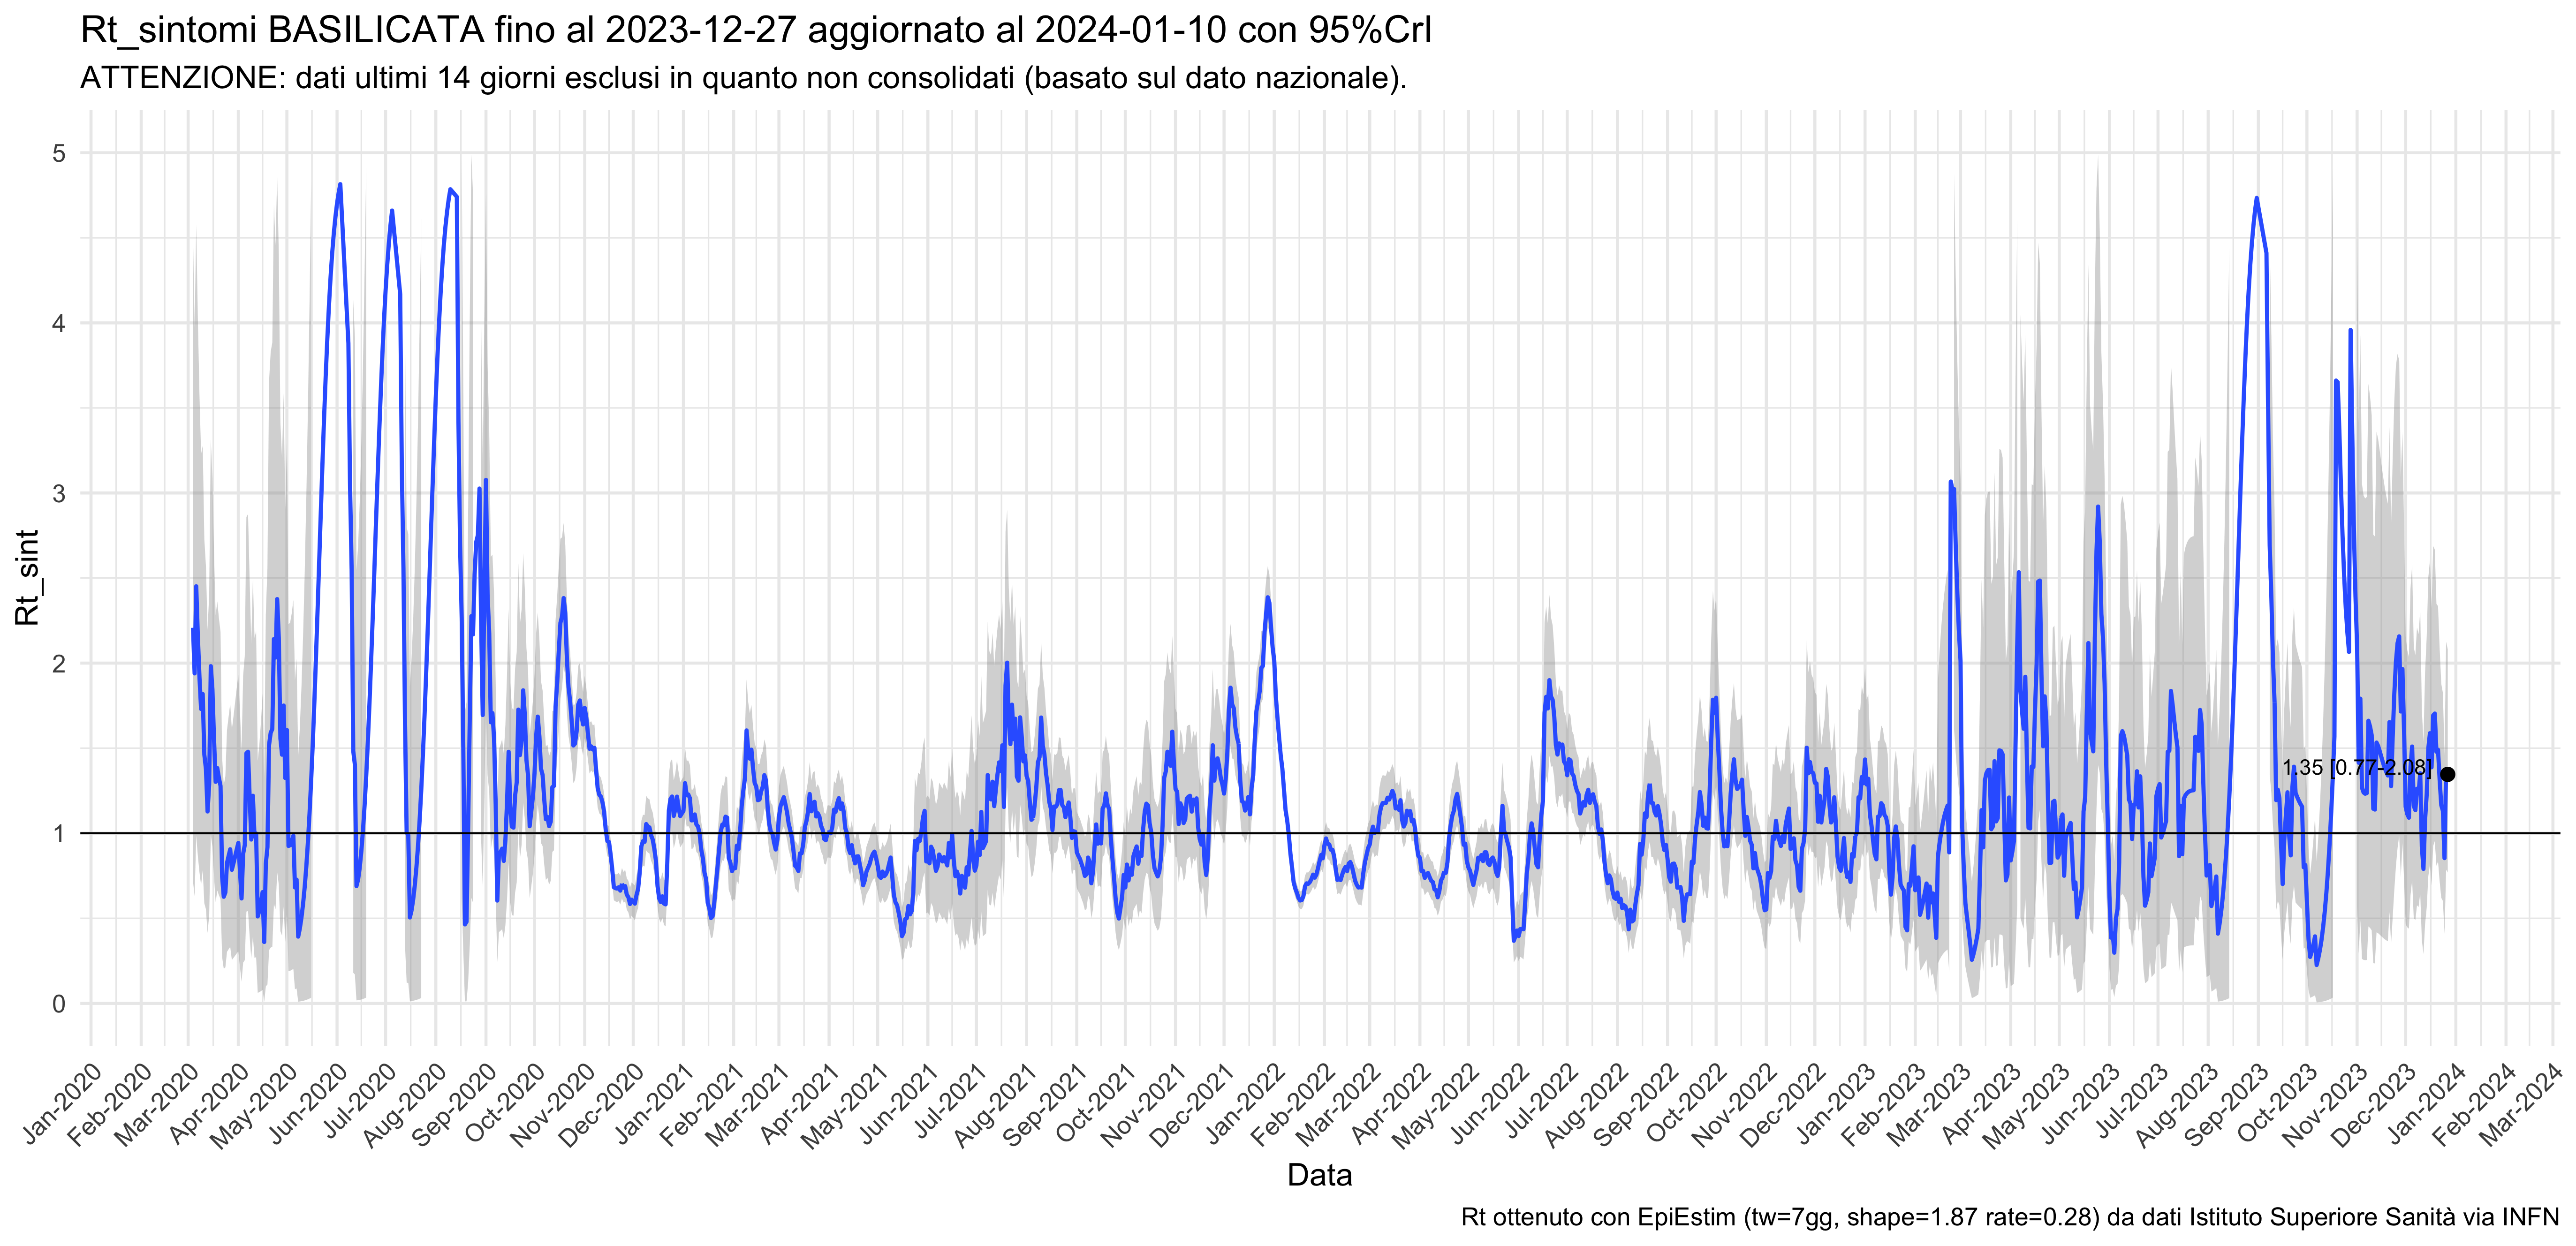 Rt_sintomi BASILICATA fino al 2023-12-27 aggiornato al 2024-01-10 con 95%CrI
ATTENZIONE: dati ultimi 14 giorni esclusi in quanto non consolidati (basato sul dato nazionale).
5
4
3
2
1
0
Rt_sint
1.35 [0.77-2.08]
Jan-2020
Feb-2020
Mar-2020
Apr-2020
May-2020
Jun-2020
Jul-2020
Aug-2020
Sep-2020
Oct-2020
Nov-2020
Dec-2020
Jan-2021
Feb-2021
Mar-2021
Apr-2021
May-2021
Jun-2021
Jul-2021
Aug-2021
Sep-2021
Oct-2021
Nov-2021
Dec-2021
Jan-2022
Feb-2022
Mar-2022
Apr-2022
May-2022
Jun-2022
Jul-2022
Aug-2022
Sep-2022
Oct-2022
Nov-2022
Dec-2022
Jan-2023
Feb-2023
Mar-2023
Apr-2023
May-2023
Jun-2023
Jul-2023
Aug-2023
Sep-2023
Oct-2023
Nov-2023
Dec-2023
Jan-2024
Feb-2024
Mar-2024
Data
Rt ottenuto con EpiEstim (tw=7gg, shape=1.87 rate=0.28) da dati Istituto Superiore Sanità via INFN